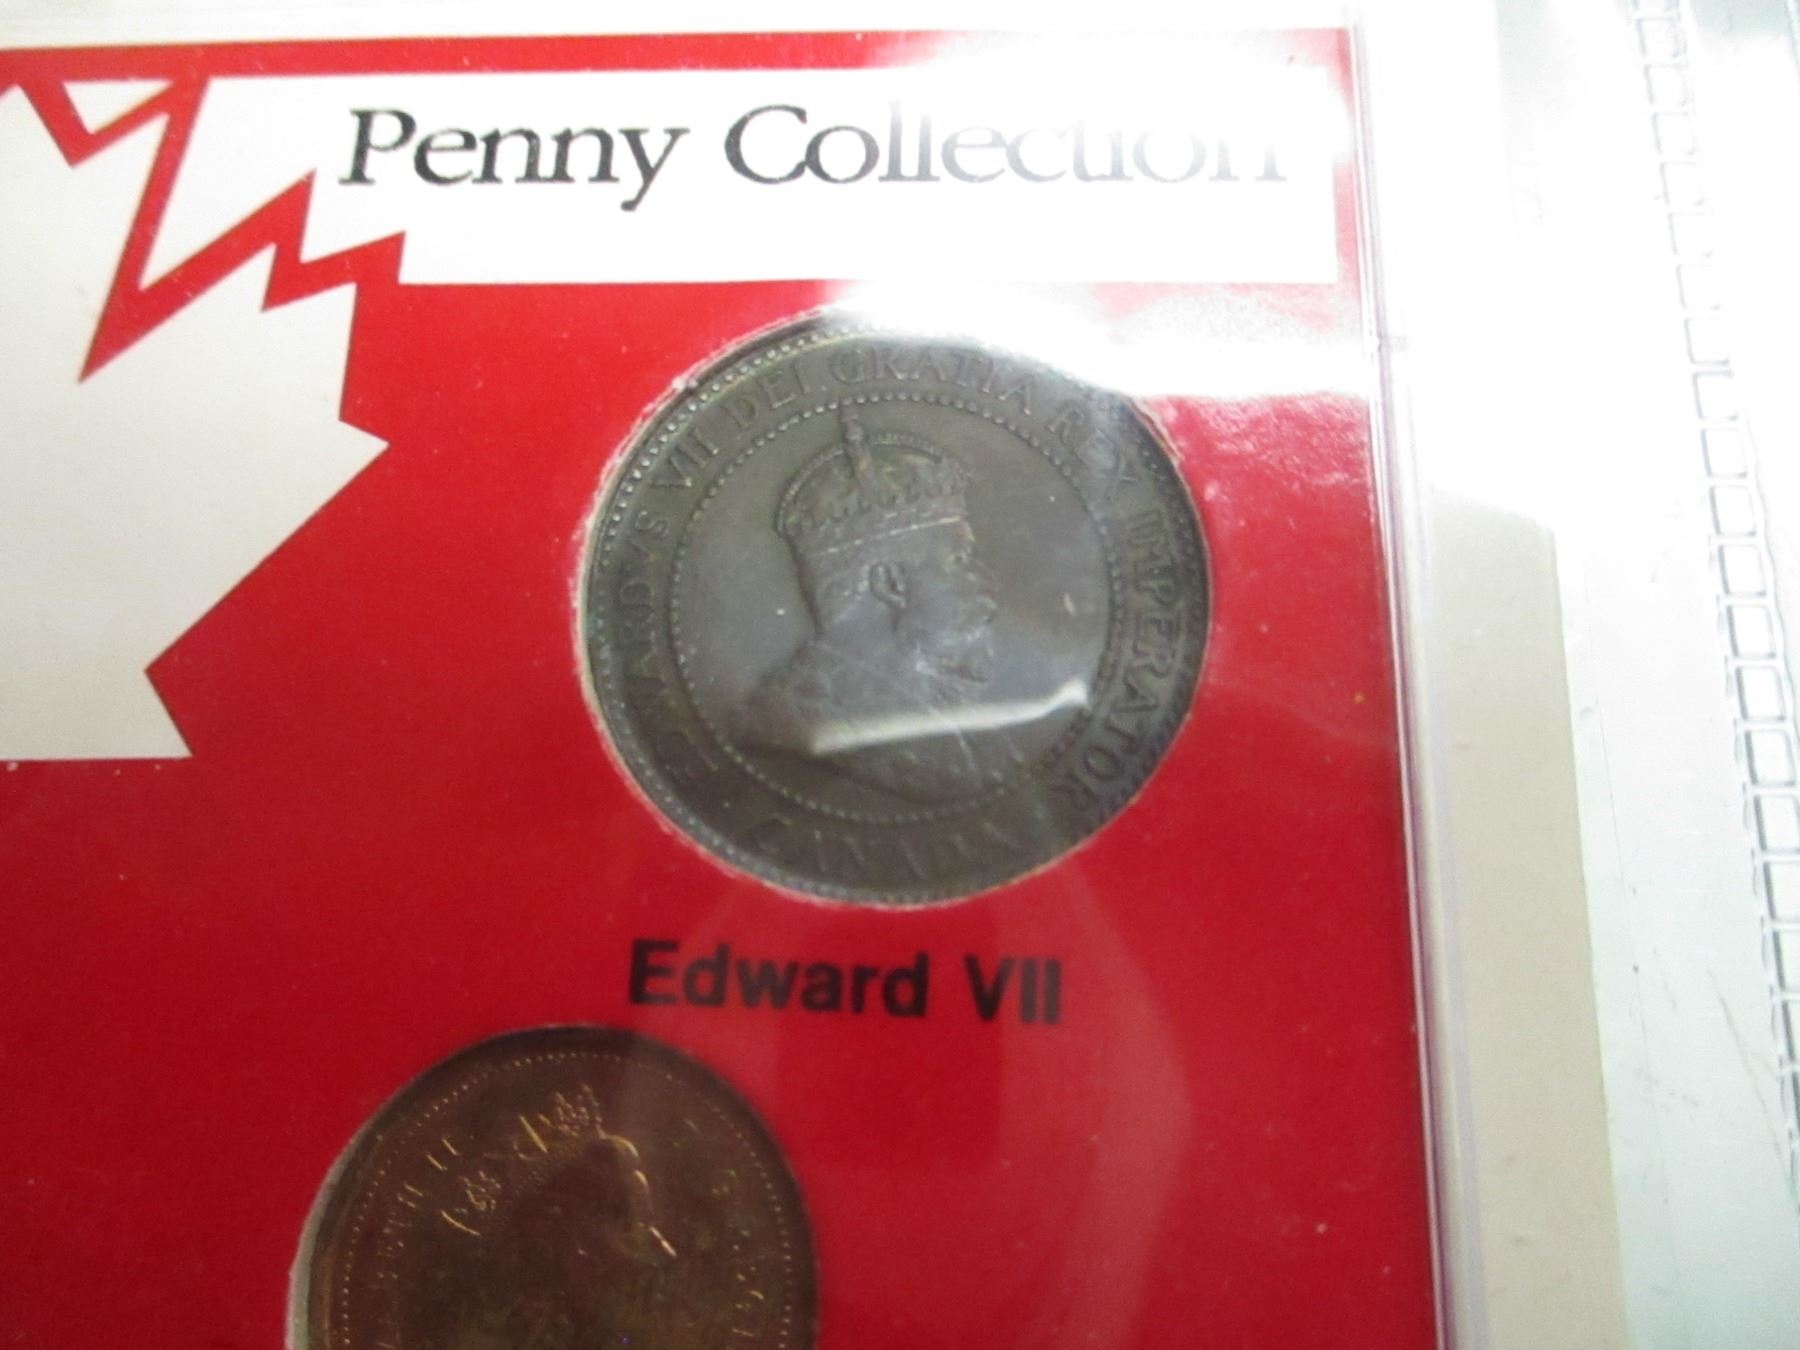 Penny Collection
EDWARDVS VII DEI GRATIA REX IMPERATOR
CANADA
Edward VII